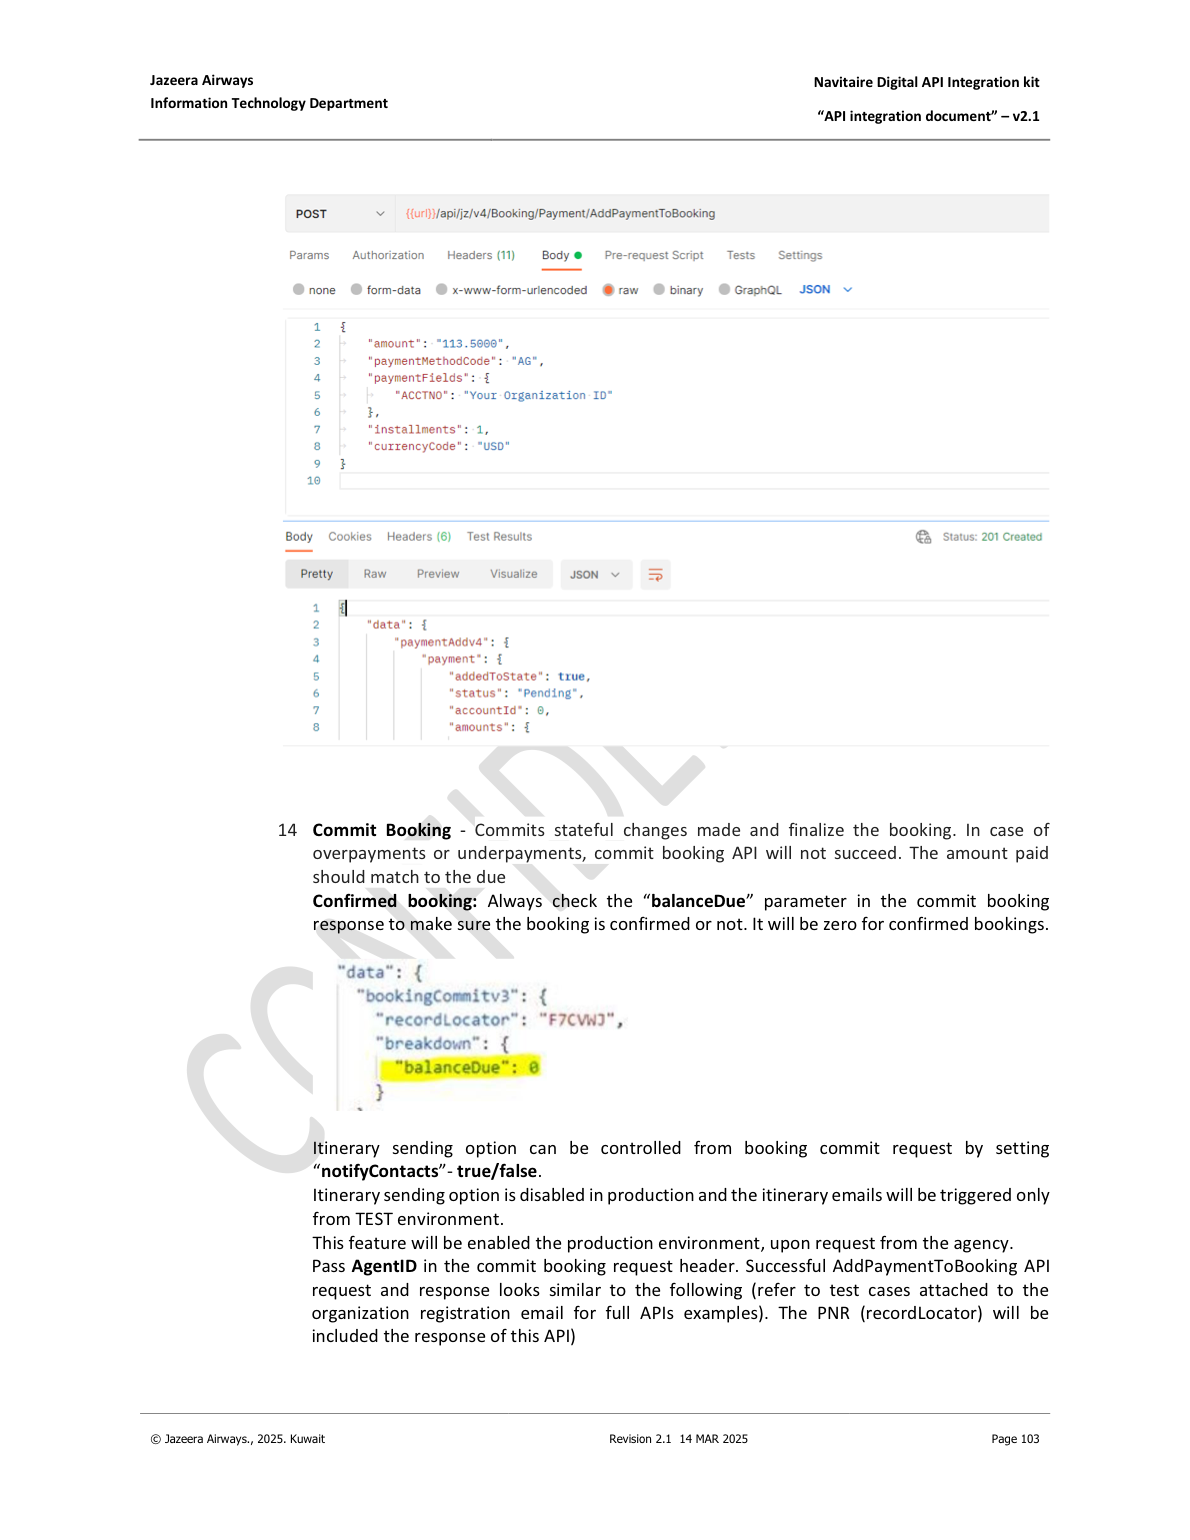 Jazeera Airways
Information Technology Department
Navitaire Digital API Integration kit
“API integration document” – v2.1
POST {{url}}/api/jz/v4/Booking/Payment/AddPaymentToBooking
Params Authorization Headers (11) Body Pre-request Script Tests Settings
none form-data x-www-form-urlencoded raw binary GraphQL JSON
1 {
2 "amount": "113.5000",
3 "paymentMethodCode": "AG",
4 "paymentFields": {
5 "ACCTNO": "Your Organization ID"
6 },
7 "installments": 1,
8 "currencyCode": "USD"
9 }
10
Body Cookies Headers (6) Test Results Status: 201 Created
Pretty Raw Preview Visualize JSON
1 {
2 "data": {
3 "paymentAddv4": {
4 "payment": {
5 "addedToState": true,
6 "status": "Pending",
7 "accountId": 0,
8 "amounts": {
14 Commit Booking - Commits stateful changes made and finalize the booking. In case of
overpayments or underpayments, commit booking API will not succeed. The amount paid
should match to the due
Confirmed booking: Always check the “balanceDue” parameter in the commit booking
response to make sure the booking is confirmed or not. It will be zero for confirmed bookings.
"data": {
"bookingCommitv3": {
"recordLocator": "F7CVWJ",
"breakdown": {
"balanceDue": 0
}
Itinerary sending option can be controlled from booking commit request by setting
“notifyContacts”- true/false.
Itinerary sending option is disabled in production and the itinerary emails will be triggered only
from TEST environment.
This feature will be enabled the production environment, upon request from the agency.
Pass AgentID in the commit booking request header. Successful AddPaymentToBooking API
request and response looks similar to the following (refer to test cases attached to the
organization registration email for full APIs examples). The PNR (recordLocator) will be
included the response of this API)
© Jazeera Airways., 2025. Kuwait Revision 2.1 14 MAR 2025 Page 103